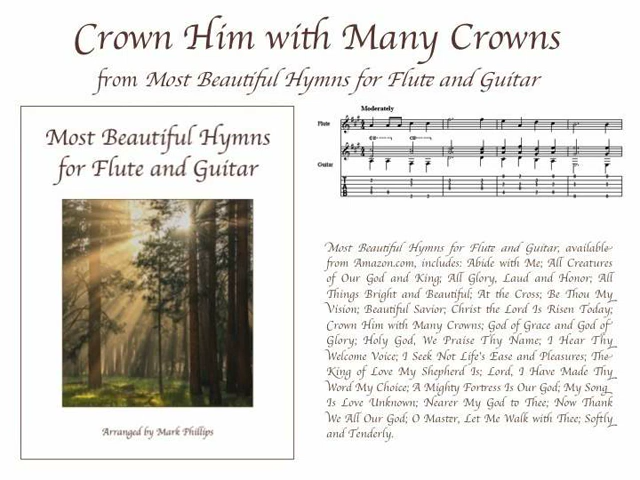 Crown Him with Many Crowns
from Most Beautiful Hymns for Flute and Guitar
Most Beautiful Hymns
for Flute and Guitar
Arranged by Mark Phillips
Moderately
Flute
Guitar
Most Beautiful Hymns for Flute and Guitar, available
from Amazon.com, includes: Abide with Me; All Creatures
of Our God and King; All Glory, Laud and Honor; All
Things Bright and Beautiful; At the Cross; Be Thou My
Vision; Beautiful Savior; Christ the Lord Is Risen Today;
Crown Him with Many Crowns; God of Grace and God of
Glory; Holy God, We Praise Thy Name; I Hear Thy
Welcome Voice; I Seek Not Life's Ease and Pleasures; The
King of Love My Shepherd Is; Lord, I Have Made Thy
Word My Choice; A Mighty Fortress Is Our God; My Song
Is Love Unknown; Nearer My God to Thee; Now Thank
We All Our God; O Master, Let Me Walk with Thee; Softly
and Tenderly.